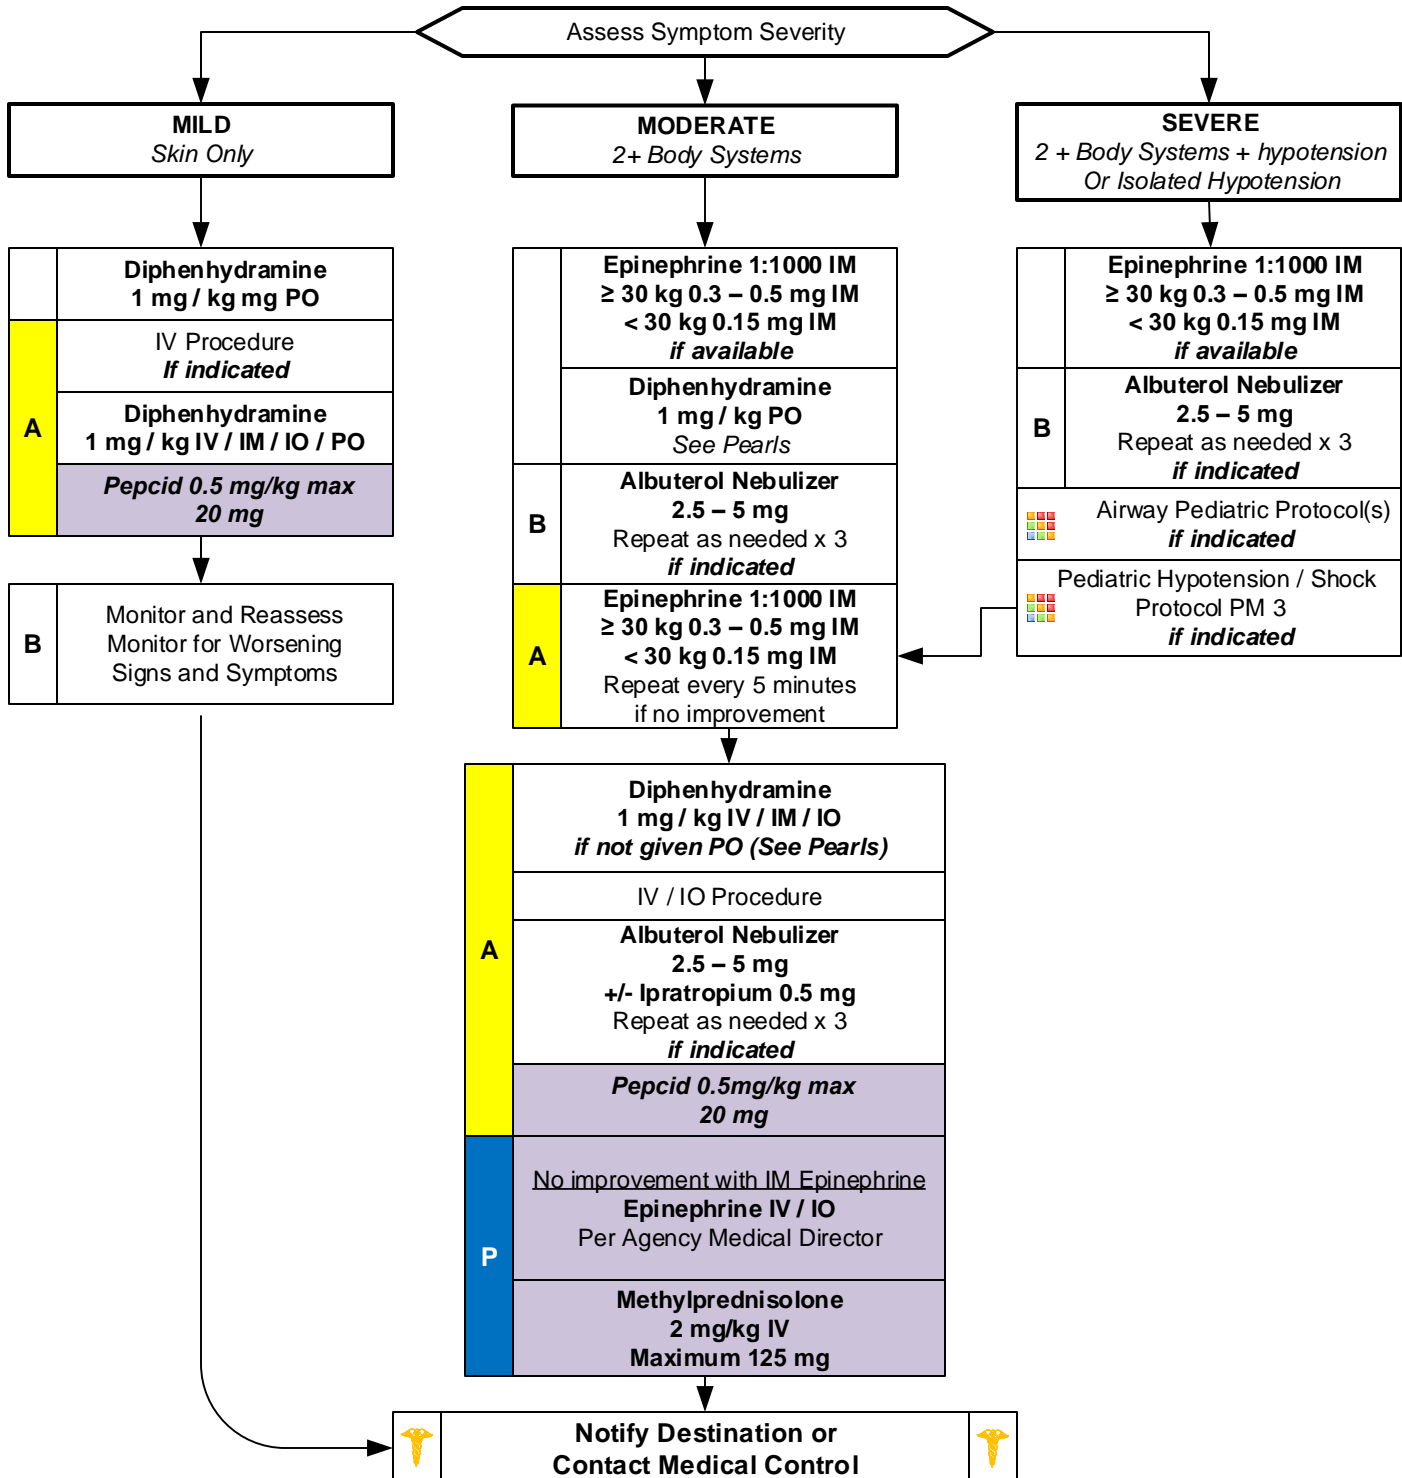 Assess Symptom Severity
MILD
Skin Only
MODERATE
2+ Body Systems
SEVERE
2 + Body Systems + hypotension
Or Isolated Hypotension
Diphenhydramine
1 mg / kg mg PO
A
IV Procedure
If indicated
Diphenhydramine
1 mg / kg IV / IM / IO / PO
Pepcid 0.5 mg/kg max
20 mg
B
Monitor and Reassess
Monitor for Worsening
Signs and Symptoms
Epinephrine 1:1000 IM
≥ 30 kg 0.3 – 0.5 mg IM
< 30 kg 0.15 mg IM
if available
Diphenhydramine
1 mg / kg PO
See Pearls
B
Albuterol Nebulizer
2.5 – 5 mg
Repeat as needed x 3
if indicated
A
Epinephrine 1:1000 IM
≥ 30 kg 0.3 – 0.5 mg IM
< 30 kg 0.15 mg IM
Repeat every 5 minutes
if no improvement
Epinephrine 1:1000 IM
≥ 30 kg 0.3 – 0.5 mg IM
< 30 kg 0.15 mg IM
if available
B
Albuterol Nebulizer
2.5 – 5 mg
Repeat as needed x 3
if indicated
Airway Pediatric Protocol(s)
if indicated
Pediatric Hypotension / Shock
Protocol PM 3
if indicated
A
Diphenhydramine
1 mg / kg IV / IM / IO
if not given PO (See Pearls)
IV / IO Procedure
Albuterol Nebulizer
2.5 – 5 mg
+/- Ipratropium 0.5 mg
Repeat as needed x 3
if indicated
Pepcid 0.5mg/kg max
20 mg
P
No improvement with IM Epinephrine
Epinephrine IV / IO
Per Agency Medical Director
Methylprednisolone
2 mg/kg IV
Maximum 125 mg
Notify Destination or
Contact Medical Control